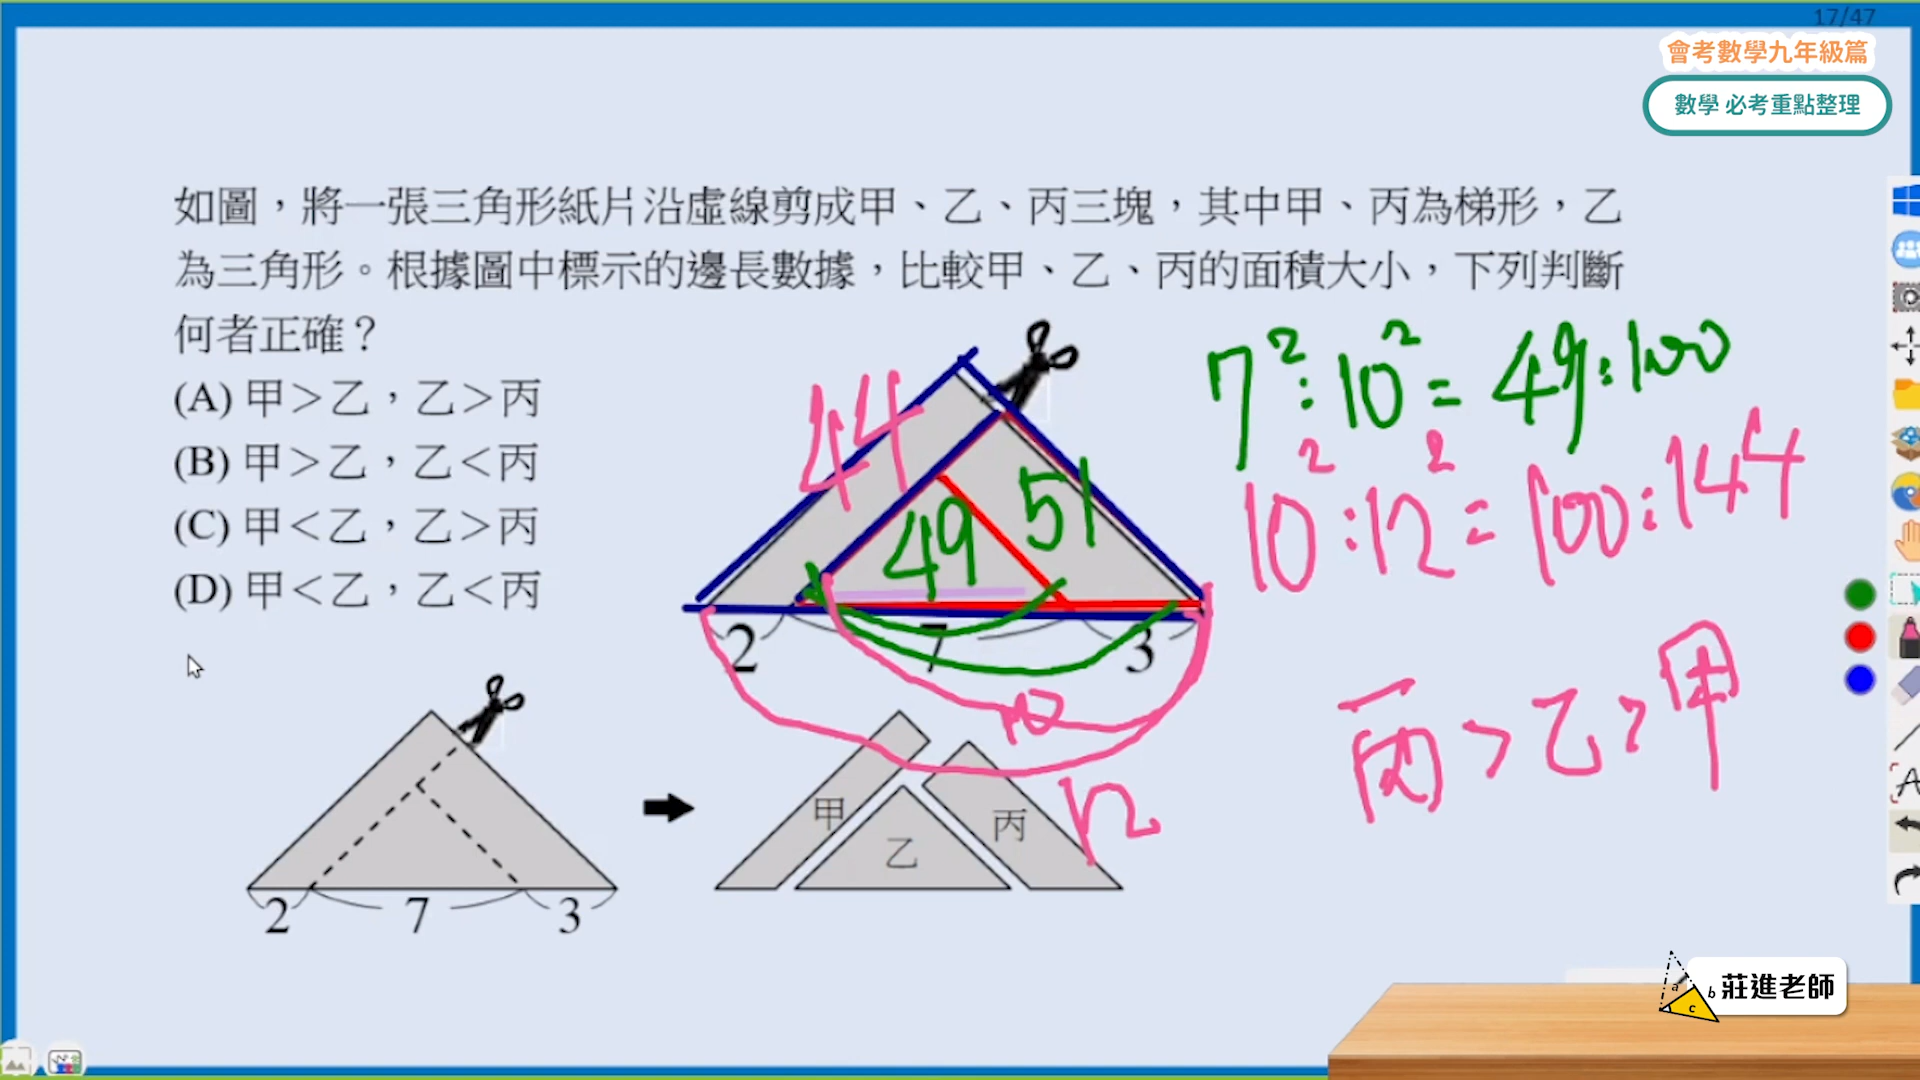 17/47
會考數學九年級篇
數學 必考重點整理
如圖，將一張三角形紙片沿虛線剪成甲、乙、丙三塊，其中甲、丙為梯形，乙
為三角形。根據圖中標示的邊長數據，比較甲、乙、丙的面積大小，下列判斷
何者正確？
(A) 甲＞乙，乙＞丙
(B) 甲＞乙，乙＜丙
(C) 甲＜乙，乙＞丙
(D) 甲＜乙，乙＜丙
44
49
51
2 7 3
10
12
7²:10²=49:100
10²:12²=100:144
丙>乙>甲
2 7 3
甲
乙
丙
a b c
莊進老師